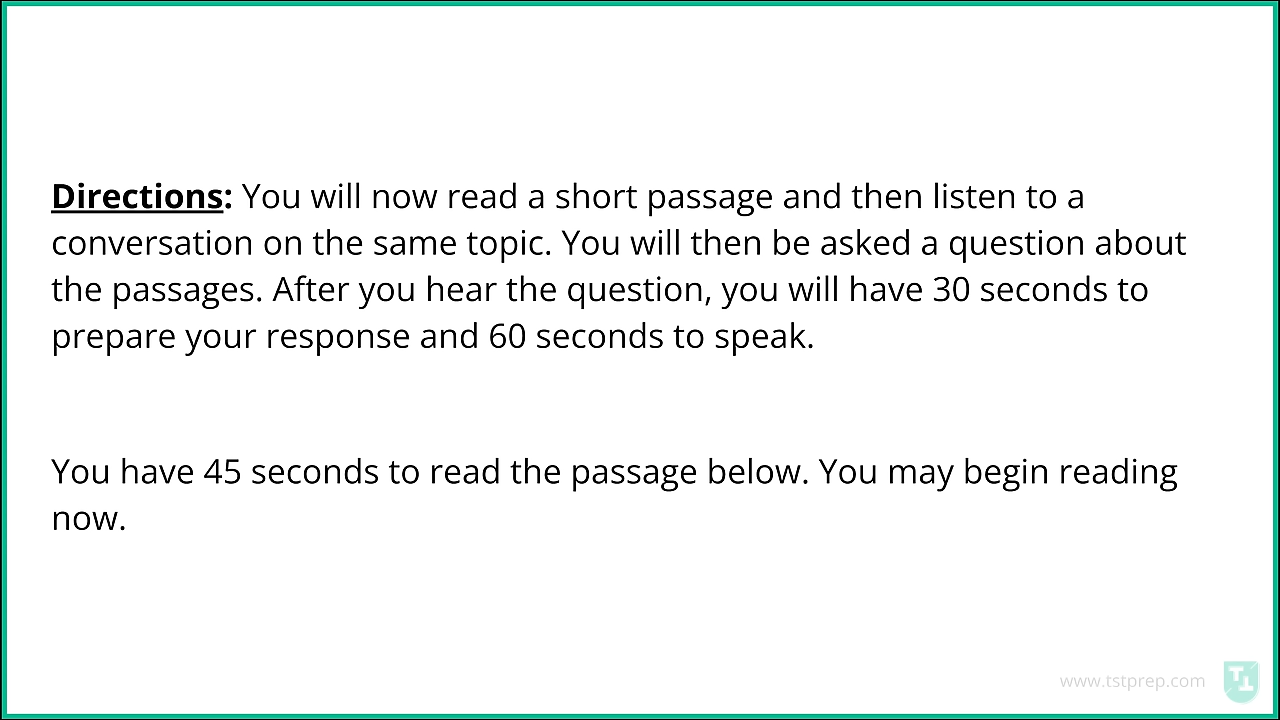 Directions: You will now read a short passage and then listen to a
conversation on the same topic. You will then be asked a question about
the passages. After you hear the question, you will have 30 seconds to
prepare your response and 60 seconds to speak.
You have 45 seconds to read the passage below. You may begin reading
now.
www.tstprep.com